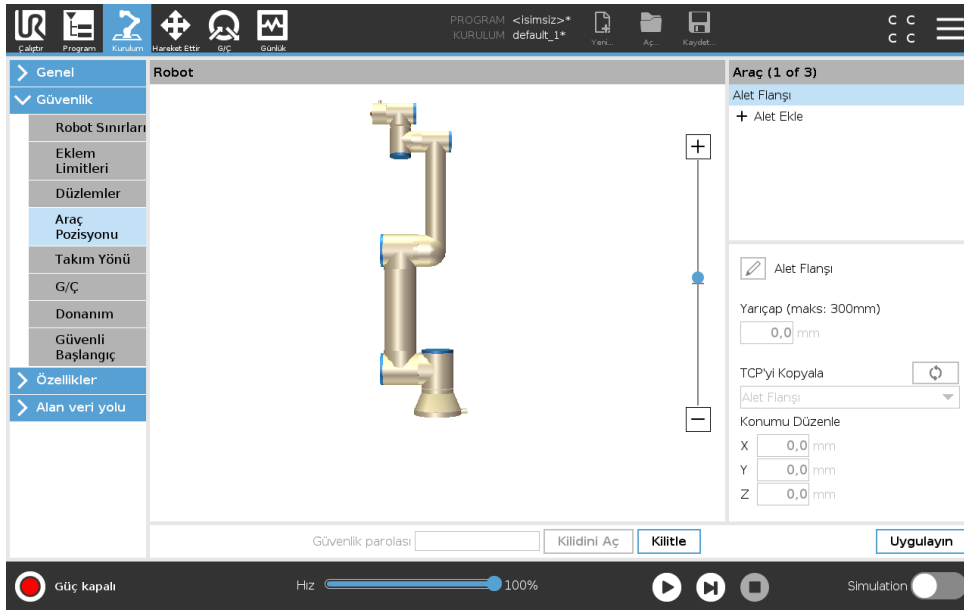 PROGRAM <isimsiz>*
KURULUM default_1*
Çalıştır
Program
Kurulum
Hareket Ettir
G/Ç
Günlük
Yeni...
Aç...
Kaydet...
C C
C C
Genel
Güvenlik
Robot Sınırları
Eklem
Limitleri
Düzlemler
Araç
Pozisyonu
Takım Yönü
G/Ç
Donanım
Güvenli
Başlangıç
Özellikler
Alan veri yolu
Robot
Araç (1 of 3)
Alet Flanşı
+ Alet Ekle
Alet Flanşı
Yarıçap (maks: 300mm)
0,0 mm
TCP'yi Kopyala
Alet Flanşı
Konumu Düzenle
X 0,0 mm
Y 0,0 mm
Z 0,0 mm
Güvenlik parolası
Kilidini Aç
Kilitle
Uygulayın
Güç kapalı
Hız
100%
Simulation